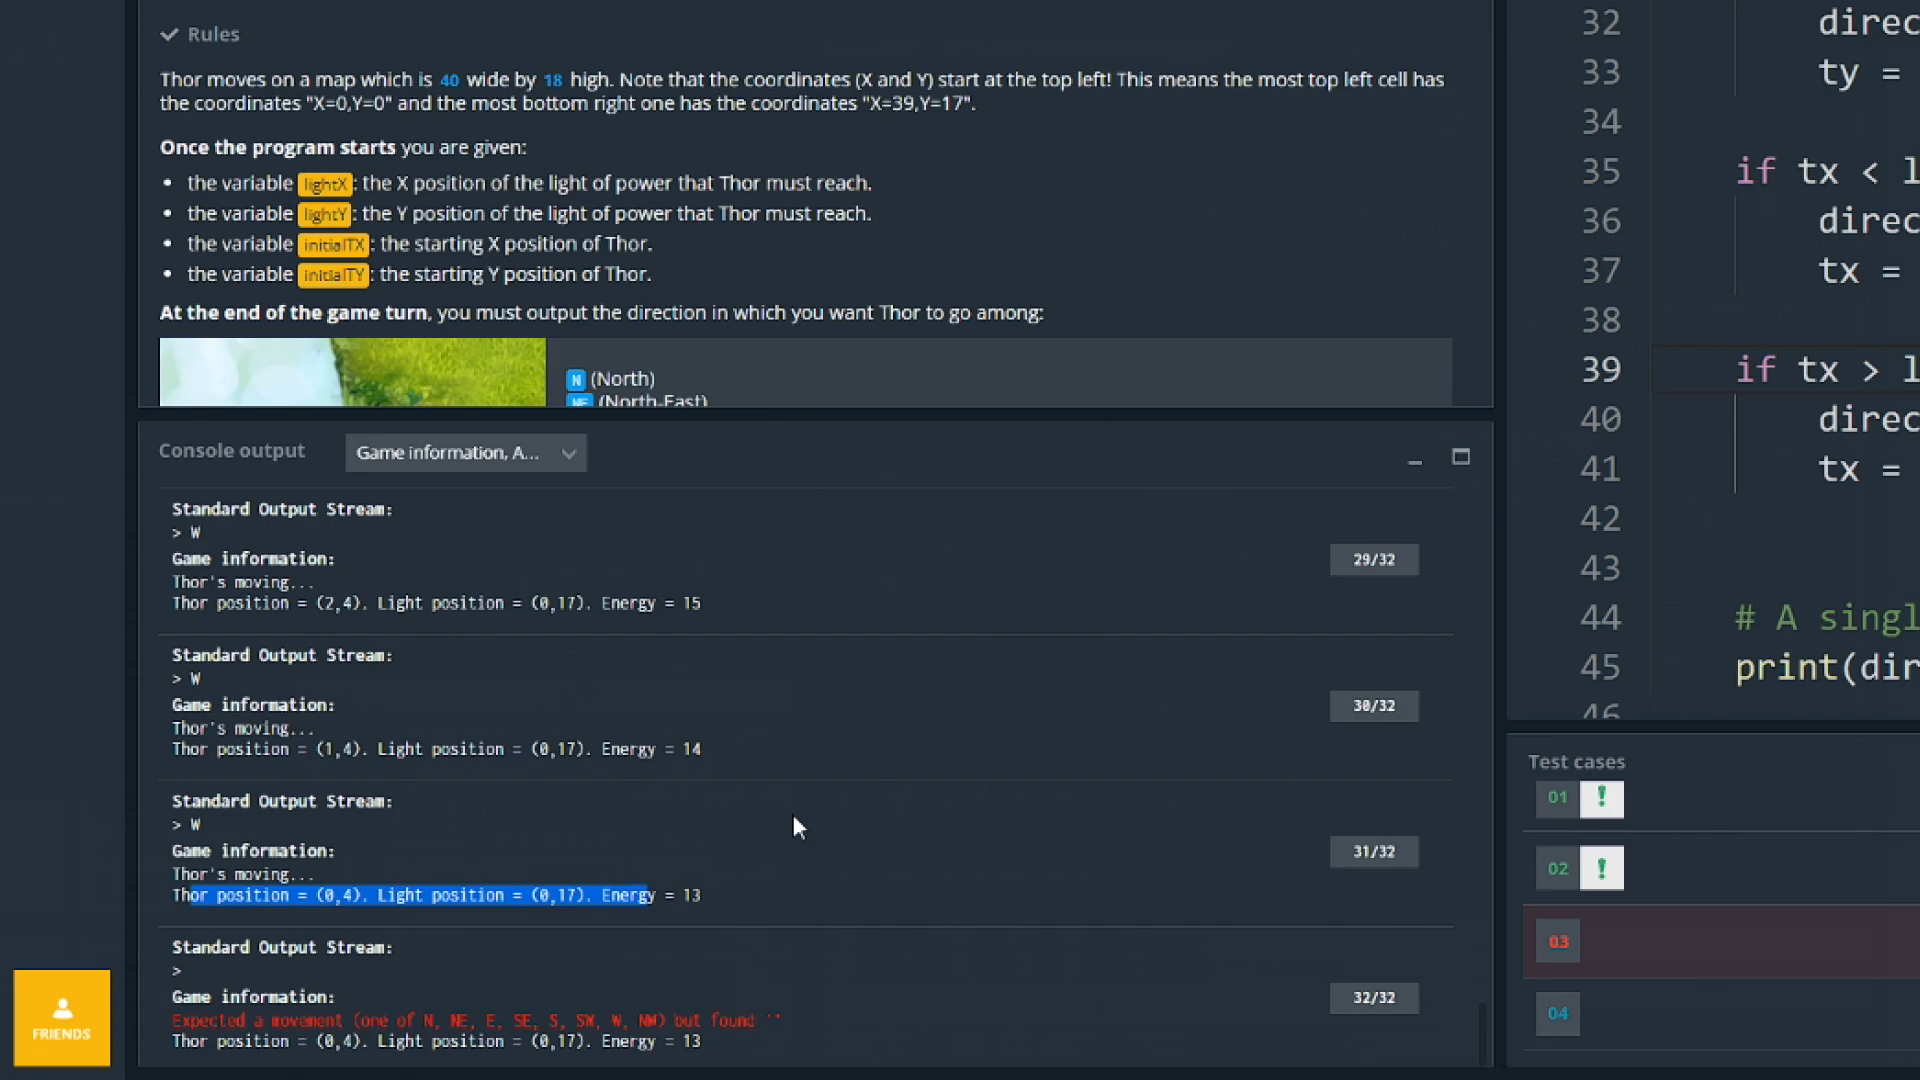 Rules
Thor moves on a map which is 40 wide by 18 high. Note that the coordinates (X and Y) start at the top left! This means the most top left cell has
the coordinates "X=0,Y=0" and the most bottom right one has the coordinates "X=39,Y=17".
Once the program starts you are given:
• the variable lightX: the X position of the light of power that Thor must reach.
• the variable lightY: the Y position of the light of power that Thor must reach.
• the variable initialTX: the starting X position of Thor.
• the variable initialTY: the starting Y position of Thor.
At the end of the game turn, you must output the direction in which you want Thor to go among:
N (North)
NE (North-East)
Console output
Game information, A...
Standard Output Stream:
> W
Game information:
29/32
Thor's moving...
Thor position = (2,4). Light position = (0,17). Energy = 15
Standard Output Stream:
> W
Game information:
30/32
Thor's moving...
Thor position = (1,4). Light position = (0,17). Energy = 14
Standard Output Stream:
> W
Game information:
31/32
Thor's moving...
Thor position = (0,4). Light position = (0,17). Energy = 13
Standard Output Stream:
>
Game information:
32/32
Expected a movement (one of N, NE, E, SE, S, SW, W, NW) but found ''
Thor position = (0,4). Light position = (0,17). Energy = 13
FRIENDS
32 direc
33 ty =
34
35 if tx < l
36 direc
37 tx =
38
39 if tx > l
40 direc
41 tx =
42
43
44 # A singl
45 print(dir
46
Test cases
01 !
02 !
03
04